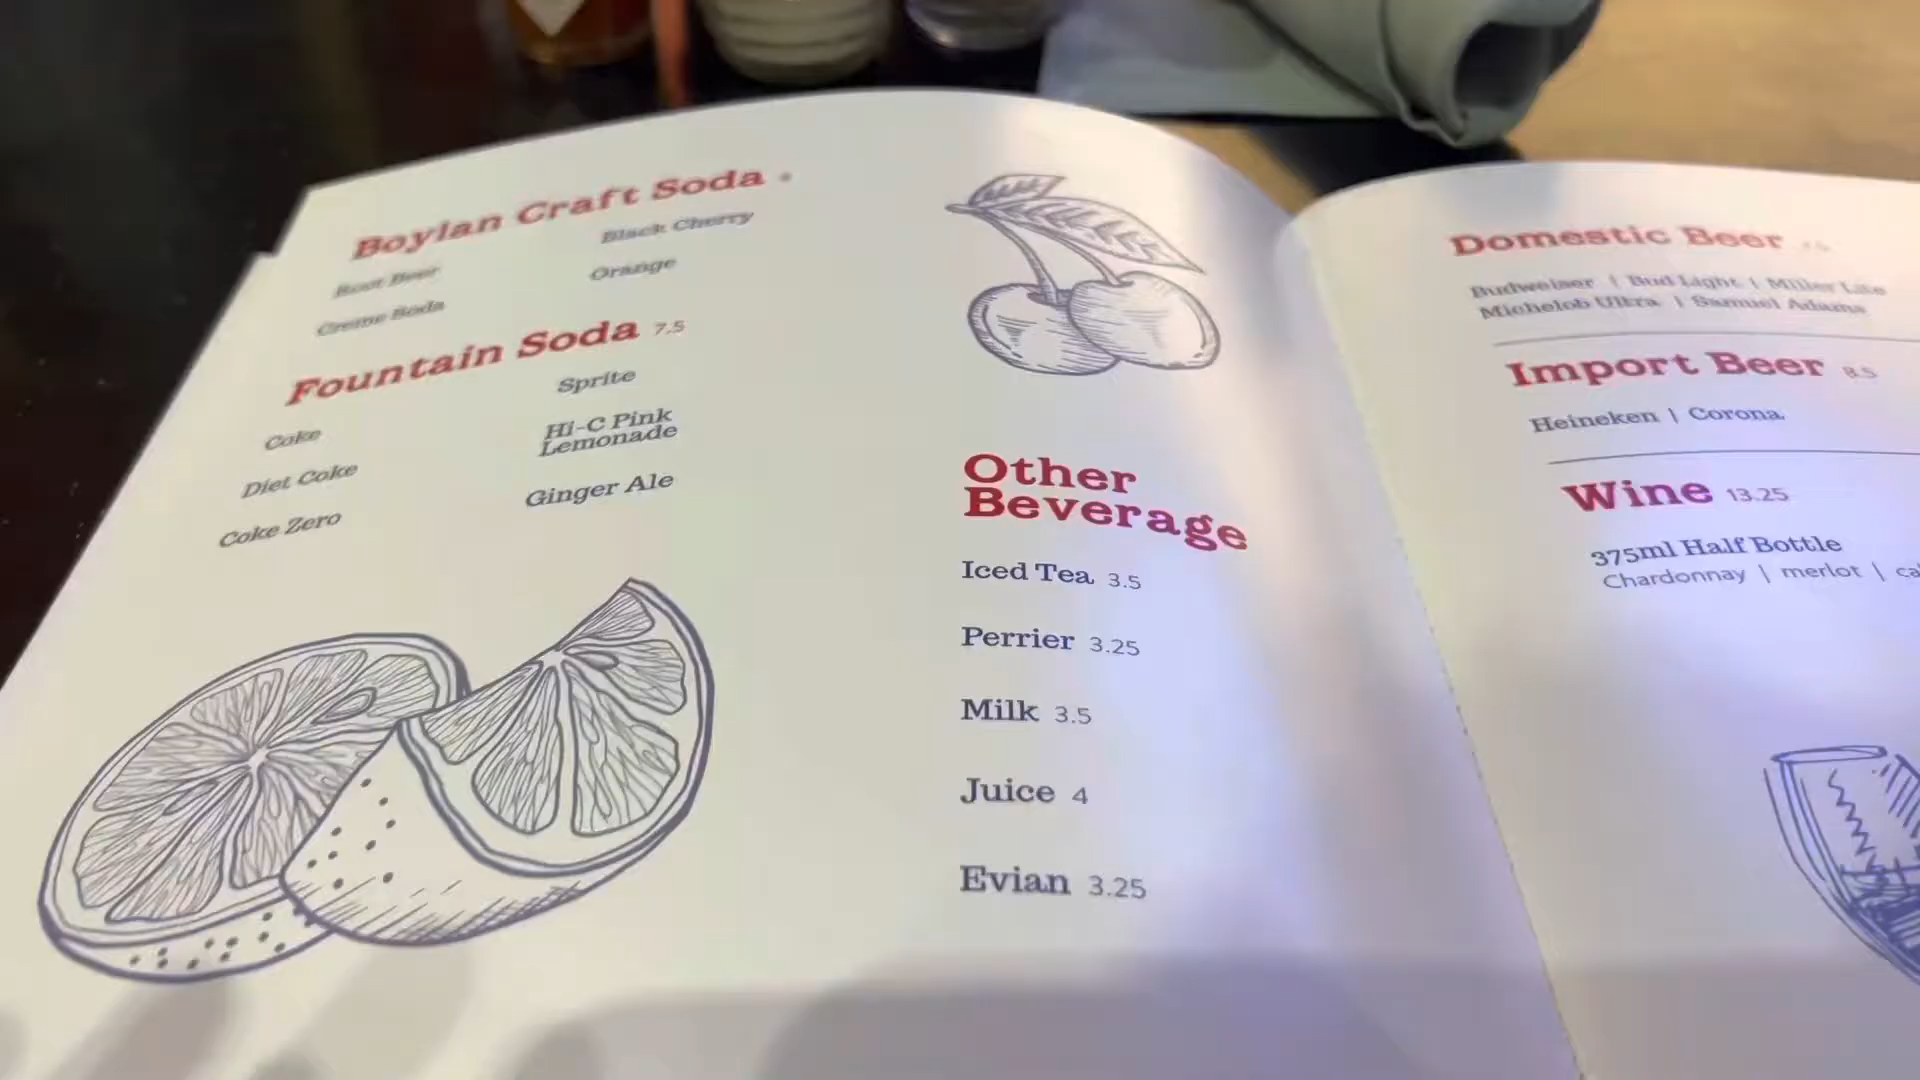 Boylan Craft Soda
Root Beer
Creme Soda
Black Cherry
Orange
Fountain Soda 7.5
Coke
Diet Coke
Coke Zero
Sprite
Hi-C Pink
Lemonade
Ginger Ale
Other
Beverage
Iced Tea 3.5
Perrier 3.25
Milk 3.5
Juice 4
Evian 3.25
Domestic Beer
Budweiser | Bud Light | Miller Lite
Michelob Ultra | Samuel Adams
Import Beer 8.5
Heineken | Corona
Wine 13.25
375ml Half Bottle
Chardonnay | merlot |